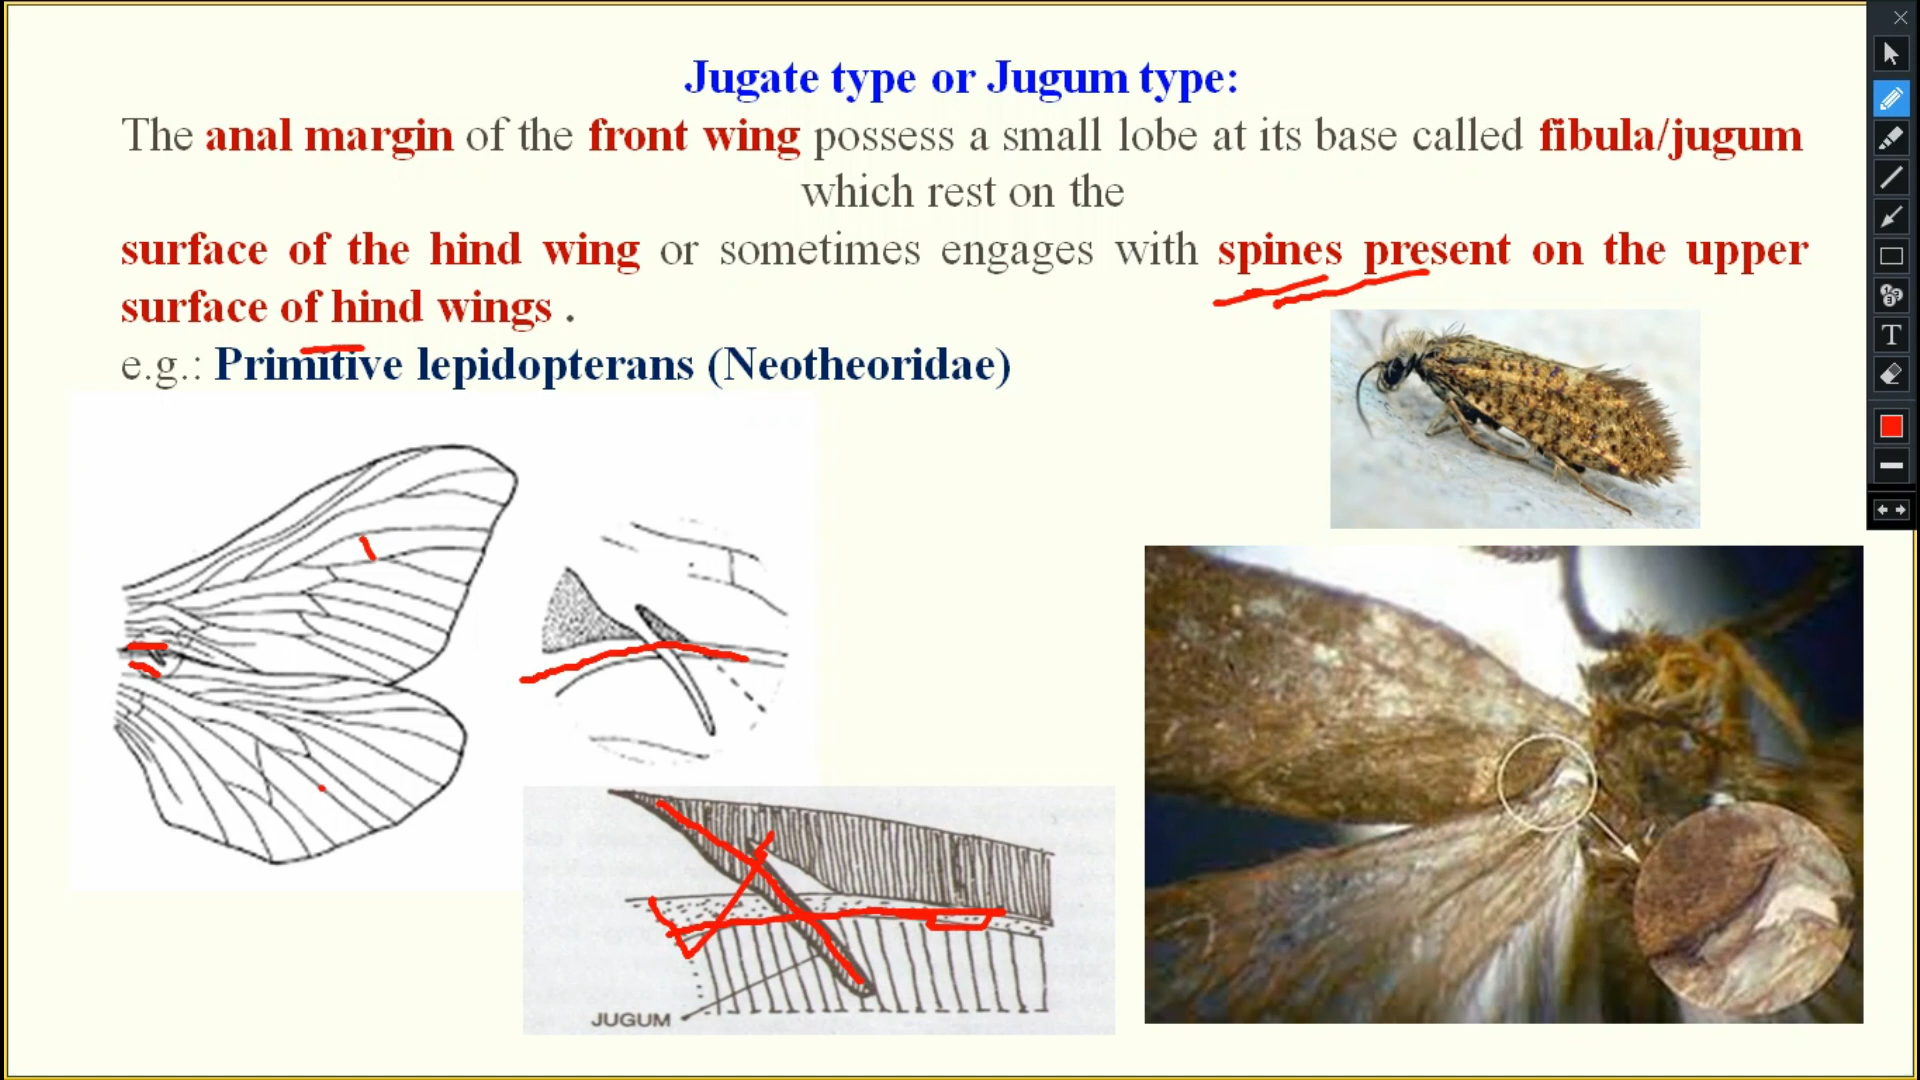 Jugate type or Jugum type:
The anal margin of the front wing possess a small lobe at its base called fibula/jugum
which rest on the
surface of the hind wing or sometimes engages with spines present on the upper
surface of hind wings .
e.g.: Primitive lepidopterans (Neotheoridae)
JUGUM
T